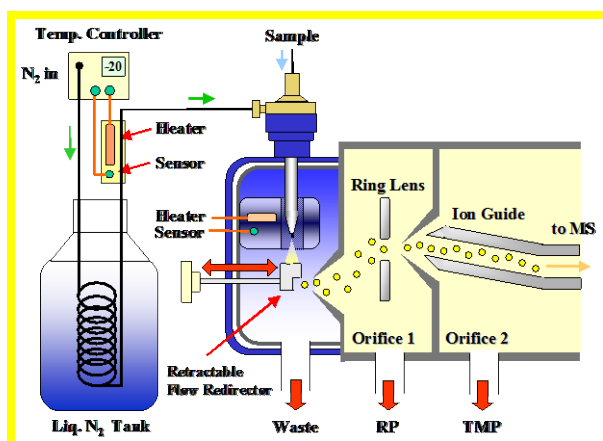 Temp. Controller
-20
N₂ in
Sample
Heater
Sensor
Heater
Sensor
Ring Lens
Ion Guide
to MS
Orifice 1
Orifice 2
Retractable
Flow Redirector
Liq. N₂ Tank
Waste
RP
TMP